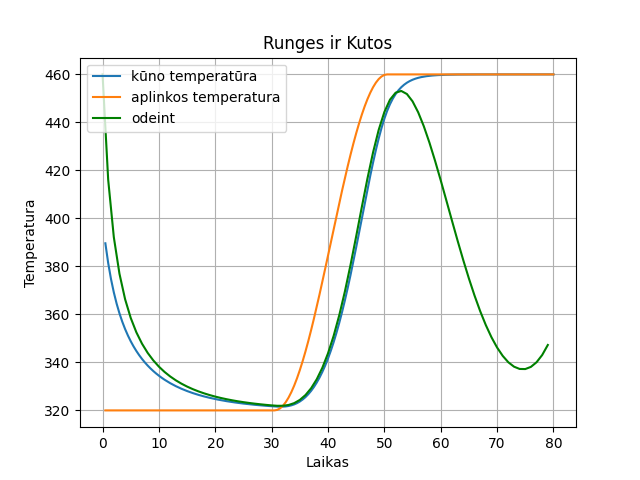 Runges ir Kutos
kūno temperatūra
aplinkos temperatura
odeint
Temperatura
460
440
420
400
380
360
340
320
0 10 20 30 40 50 60 70 80
Laikas